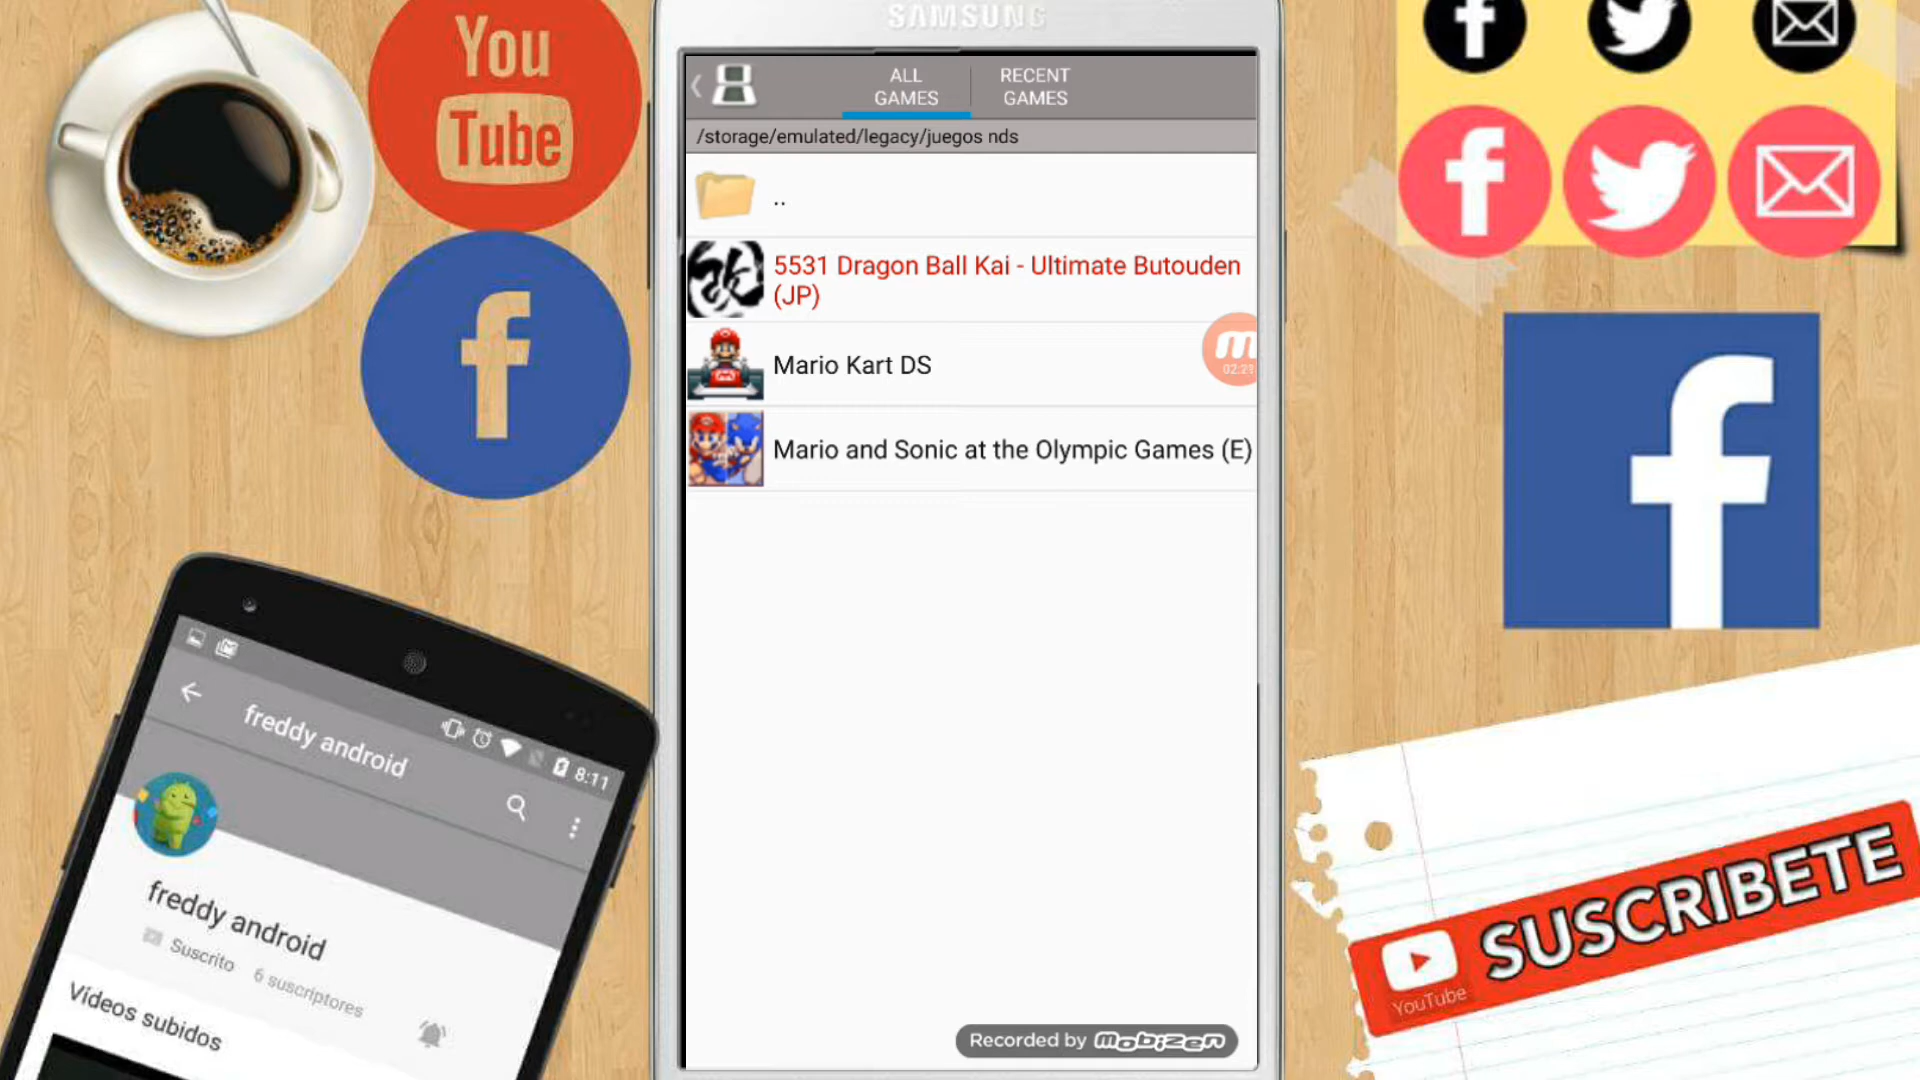 You
Tube
SAMSUNG
ALL
GAMES
RECENT
GAMES
/storage/emulated/legacy/juegos nds
..
5531 Dragon Ball Kai - Ultimate Butouden
(JP)
Mario Kart DS
Mario and Sonic at the Olympic Games (E)
Recorded by mobizen
8:11
freddy android
freddy android
Suscrito
6 suscriptores
Vídeos subidos
SUSCRIBETE
YouTube